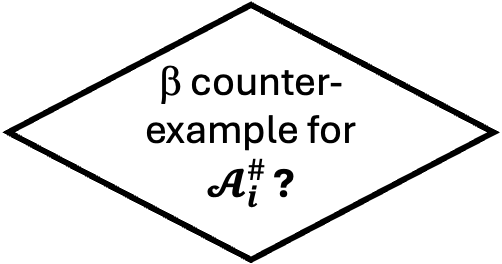 β counter-
example for
𝓐ᵢ^# ?